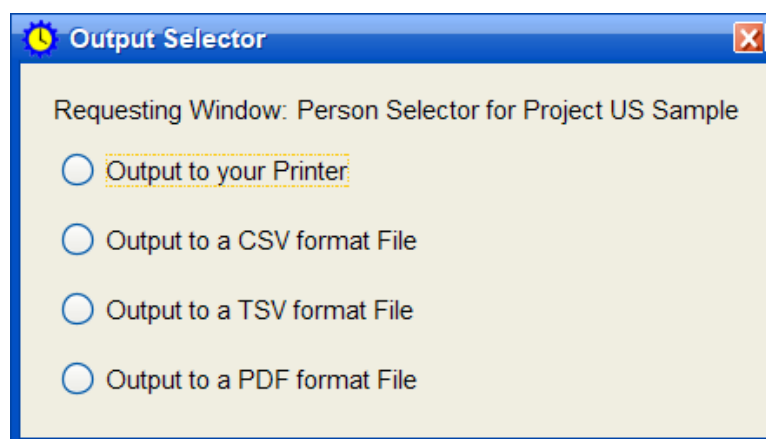 Output Selector
Requesting Window: Person Selector for Project US Sample
Output to your Printer
Output to a CSV format File
Output to a TSV format File
Output to a PDF format File